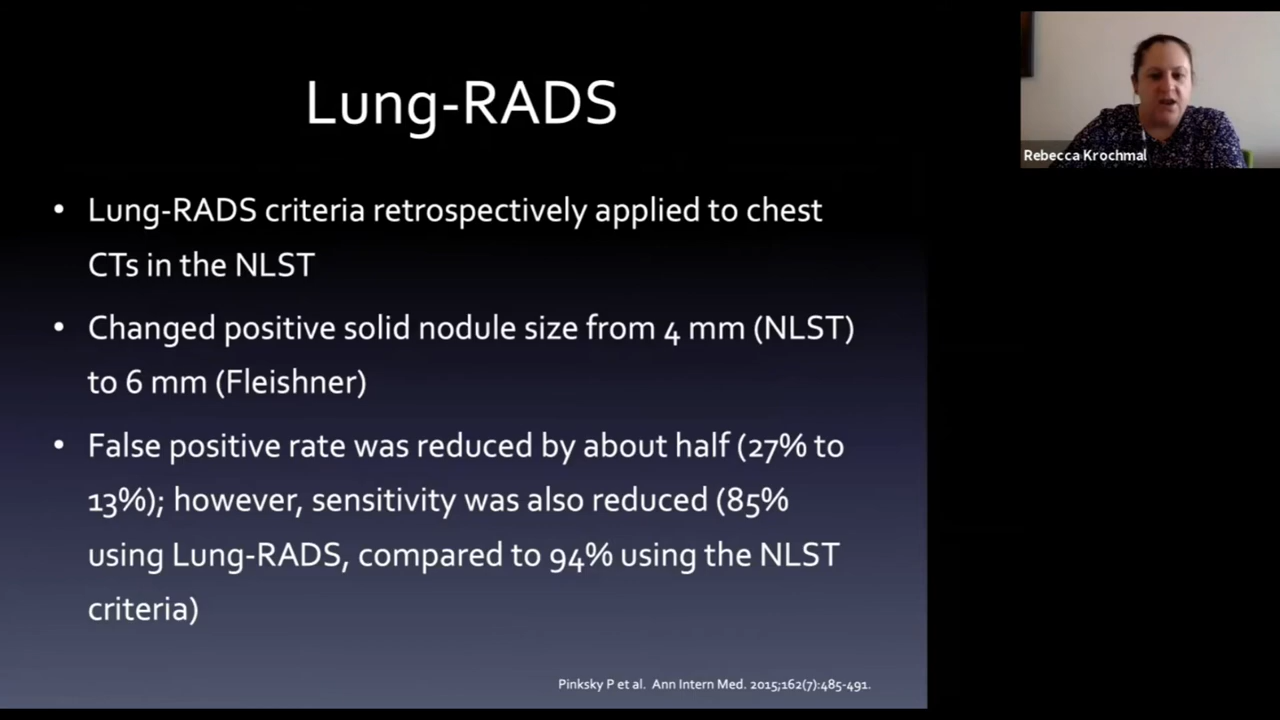 Lung-RADS
• Lung-RADS criteria retrospectively applied to chest
CTs in the NLST
• Changed positive solid nodule size from 4 mm (NLST)
to 6 mm (Fleishner)
• False positive rate was reduced by about half (27% to
13%); however, sensitivity was also reduced (85%
using Lung-RADS, compared to 94% using the NLST
criteria)
Pinksky P et al. Ann Intern Med. 2015;162(7):485-491.
Rebecca Krochmal